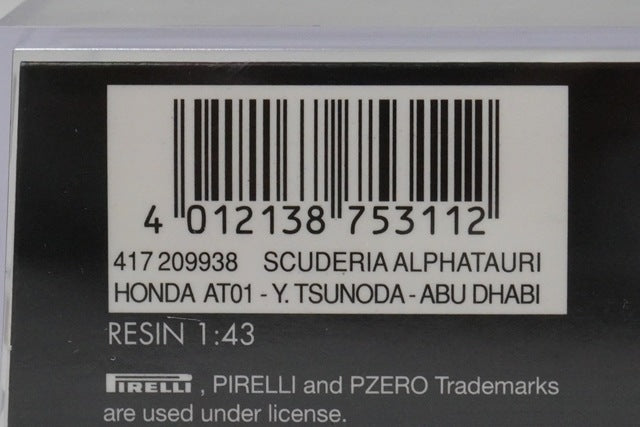 4 012138 753112
417 209938 SCUDERIA ALPHATAURI
HONDA AT01 - Y. TSUNODA - ABU DHABI
RESIN 1:43
PIRELLI , PIRELLI and PZERO Trademarks
are used under license.